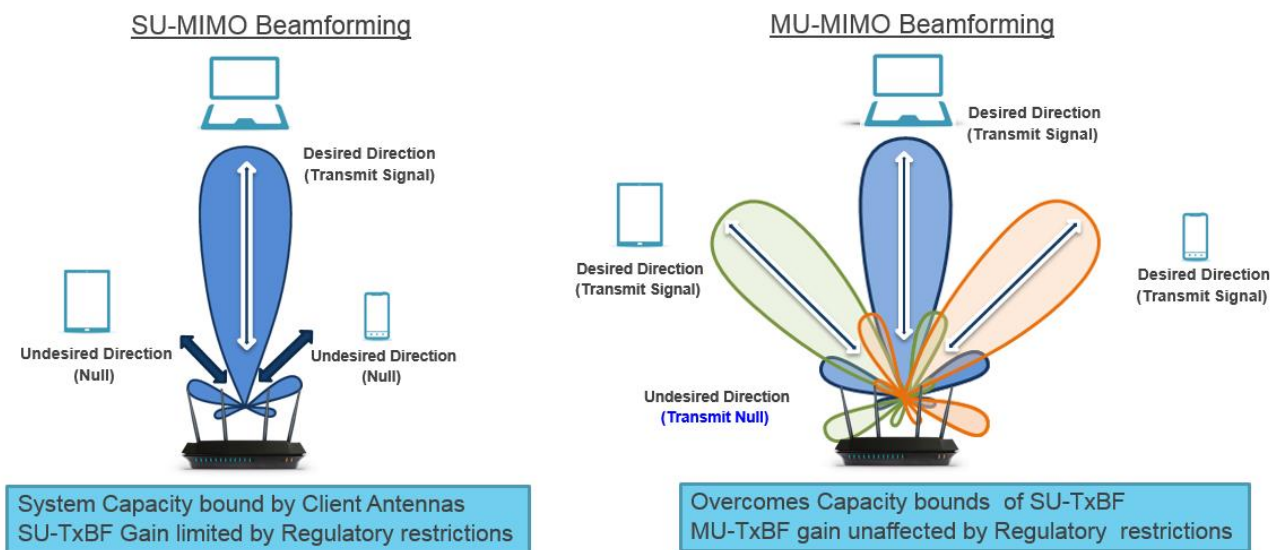 SU-MIMO Beamforming
Desired Direction
(Transmit Signal)
Undesired Direction
(Null)
Undesired Direction
(Null)
System Capacity bound by Client Antennas
SU-TxBF Gain limited by Regulatory restrictions
MU-MIMO Beamforming
Desired Direction
(Transmit Signal)
Desired Direction
(Transmit Signal)
Desired Direction
(Transmit Signal)
Undesired Direction
(Transmit Null)
Overcomes Capacity bounds of SU-TxBF
MU-TxBF gain unaffected by Regulatory restrictions